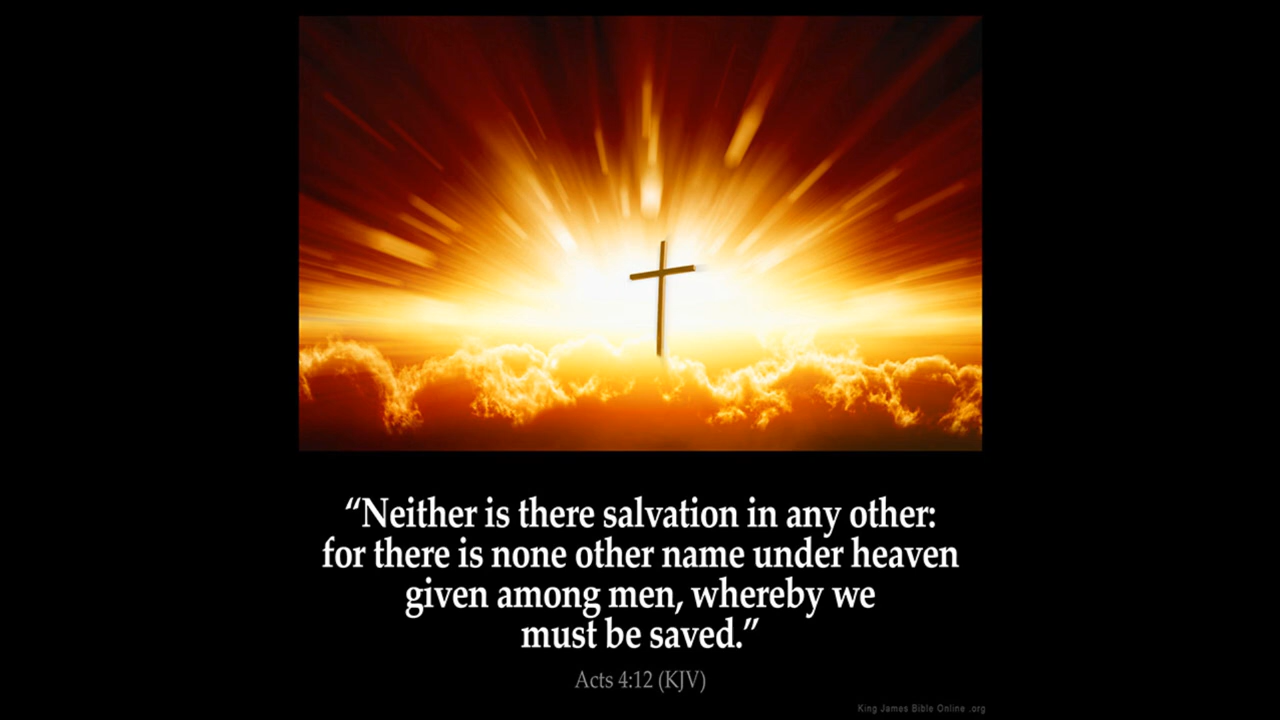 “Neither is there salvation in any other:
for there is none other name under heaven
given among men, whereby we
must be saved.”
Acts 4:12 (KJV)
King James Bible Online .org